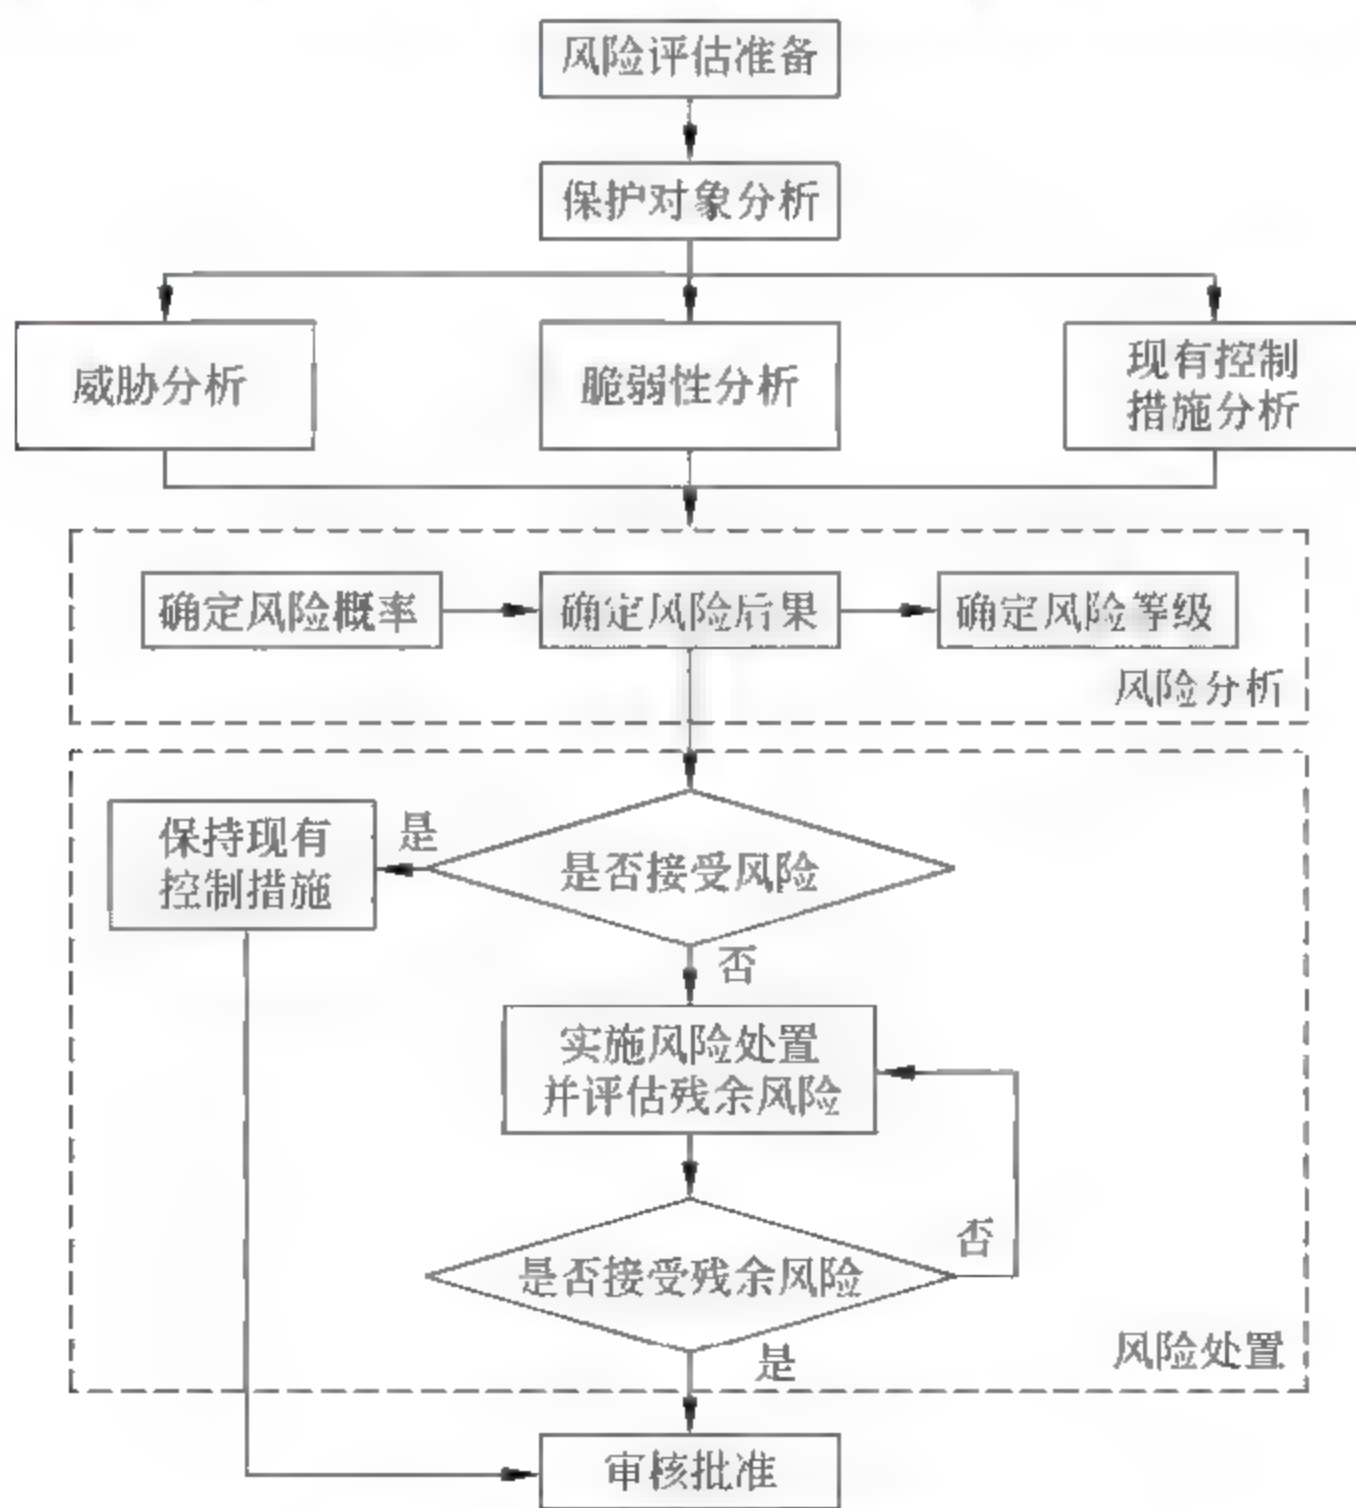 风险评估准备
保护对象分析
威胁分析
脆弱性分析
现有控制
措施分析
确定风险概率
确定风险后果
确定风险等级
风险分析
保持现有
控制措施
是
是否接受风险
否
实施风险处置
并评估残余风险
否
是否接受残余风险
风险处置
是
审核批准